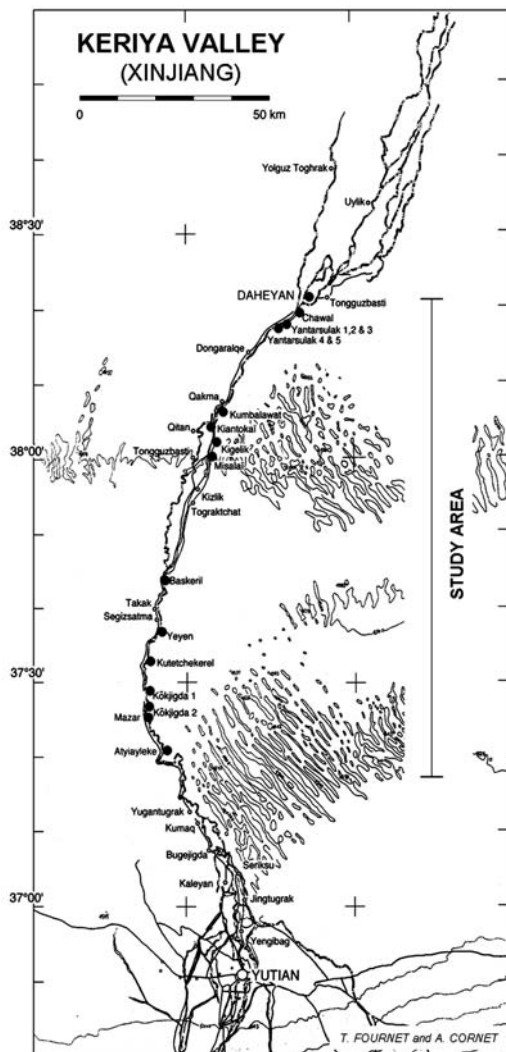 KERIYA VALLEY
(XINJIANG)
0 50 km
Yolguz Toghrak
Uylik
38°30'
DAHEYAN
Tongguzbasti
Chawal
Yantarsulak 1,2 & 3
Yantarsulak 4 & 5
Dongaralqe
Qakma
Kumbalawat
Qitan
Kiantokai
Kigelik
38°00'
Tongguzbasti
Misalai
Kizlik
Tograktchat
STUDY AREA
Baskeril
Takak
Segizsatma
Yeyen
Kutetchekerel
37°30'
Kökjigda 1
Kökjigda 2
Mazar
Atyiayleke
Yugantugrak
Kumaq
Bugejigda
Seriksu
Kaleyan
Jingtugrak
37°00'
Yengibag
YUTIAN
T. FOURNET and A. CORNET